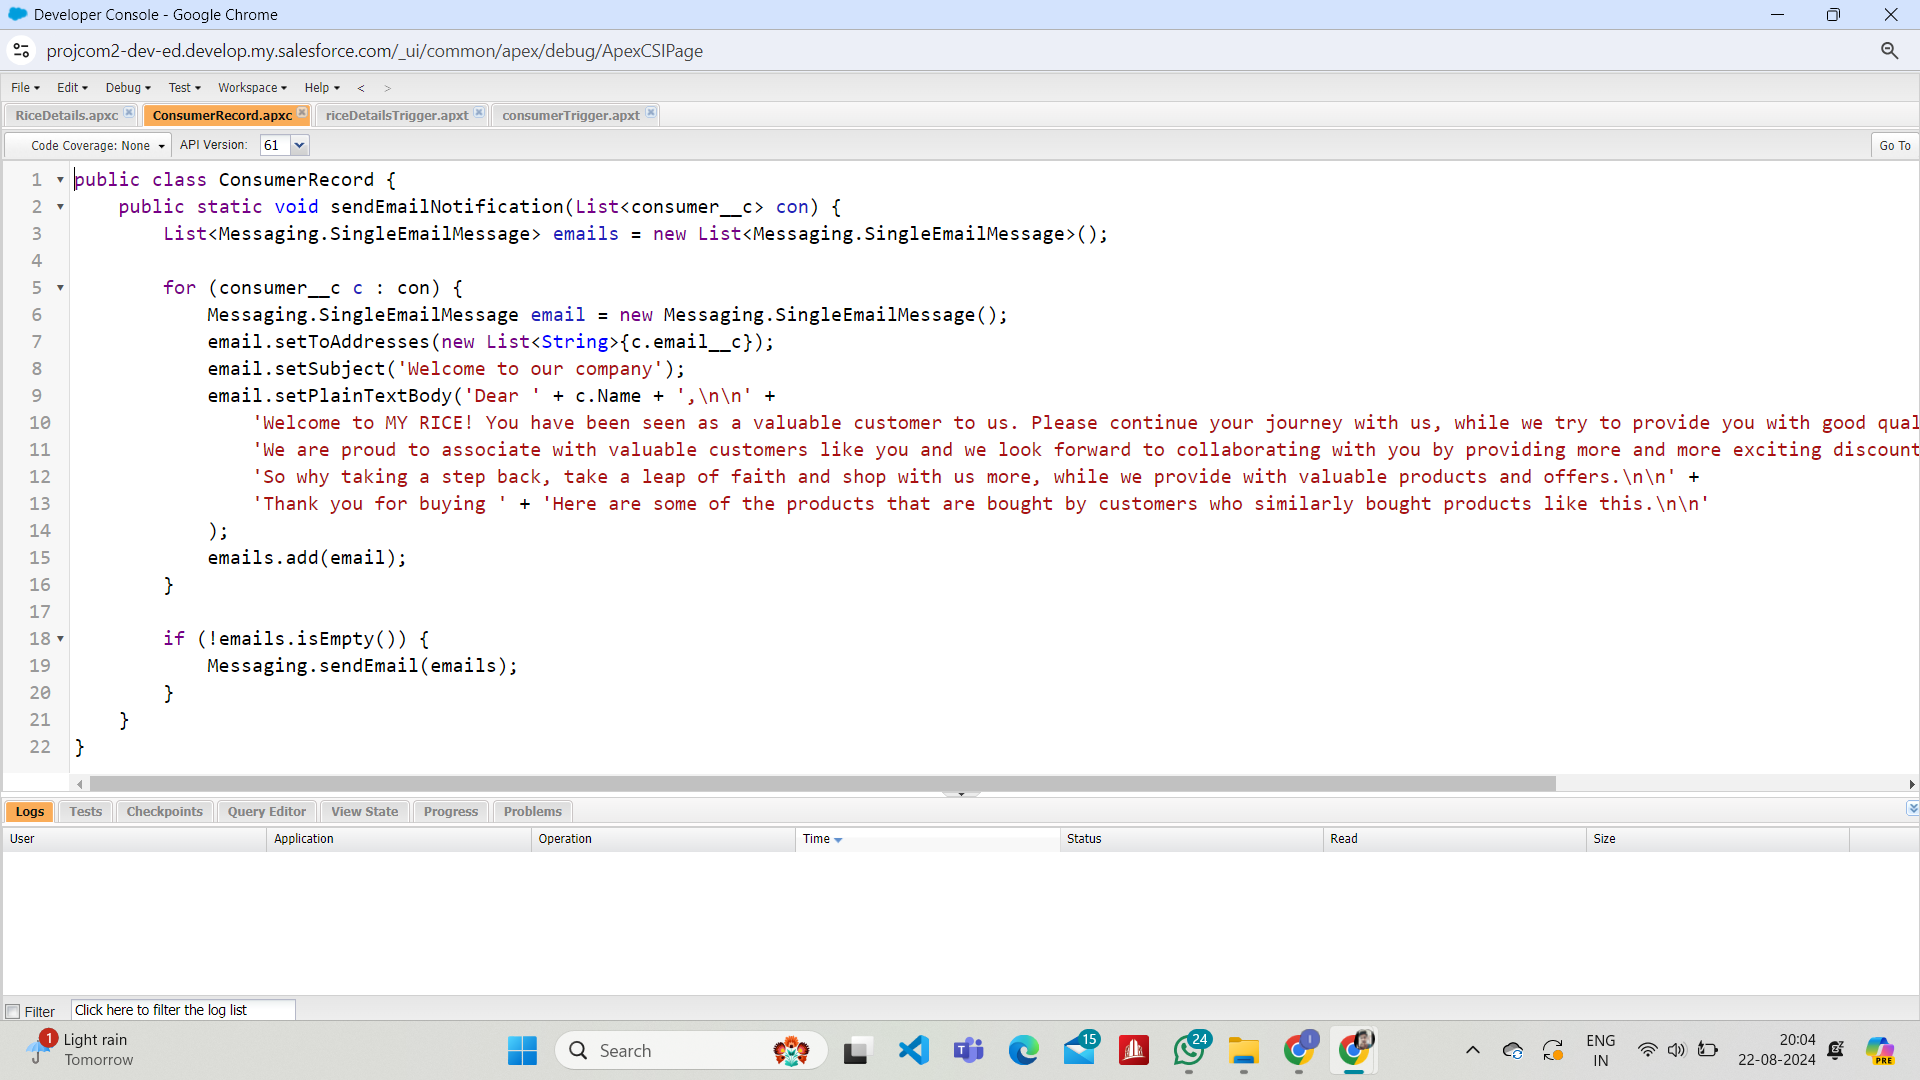 Developer Console - Google Chrome
projcom2-dev-ed.develop.my.salesforce.com/_ui/common/apex/debug/ApexCSIPage
File Edit Debug Test Workspace Help < >
RiceDetails.apxc ConsumerRecord.apxc riceDetailsTrigger.apxt consumerTrigger.apxt
Code Coverage: None API Version: 61 Go To
1 public class ConsumerRecord {
2 public static void sendEmailNotification(List<consumer__c> con) {
3 List<Messaging.SingleEmailMessage> emails = new List<Messaging.SingleEmailMessage>();
4
5 for (consumer__c c : con) {
6 Messaging.SingleEmailMessage email = new Messaging.SingleEmailMessage();
7 email.setToAddresses(new List<String>{c.email__c});
8 email.setSubject('Welcome to our company');
9 email.setPlainTextBody('Dear ' + c.Name + ',\n\n' +
10 'Welcome to MY RICE! You have been seen as a valuable customer to us. Please continue your journey with us, while we try to provide you with good qual
11 'We are proud to associate with valuable customers like you and we look forward to collaborating with you by providing more and more exciting discount
12 'So why taking a step back, take a leap of faith and shop with us more, while we provide with valuable products and offers.\n\n' +
13 'Thank you for buying ' + 'Here are some of the products that are bought by customers who similarly bought products like this.\n\n'
14 );
15 emails.add(email);
16 }
17
18 if (!emails.isEmpty()) {
19 Messaging.sendEmail(emails);
20 }
21 }
22 }
Logs Tests Checkpoints Query Editor View State Progress Problems
User Application Operation Time Status Read Size
Filter Click here to filter the log list
1 Light rain
Tomorrow
Search
15
24
ENG
IN
20:04
22-08-2024
PRE